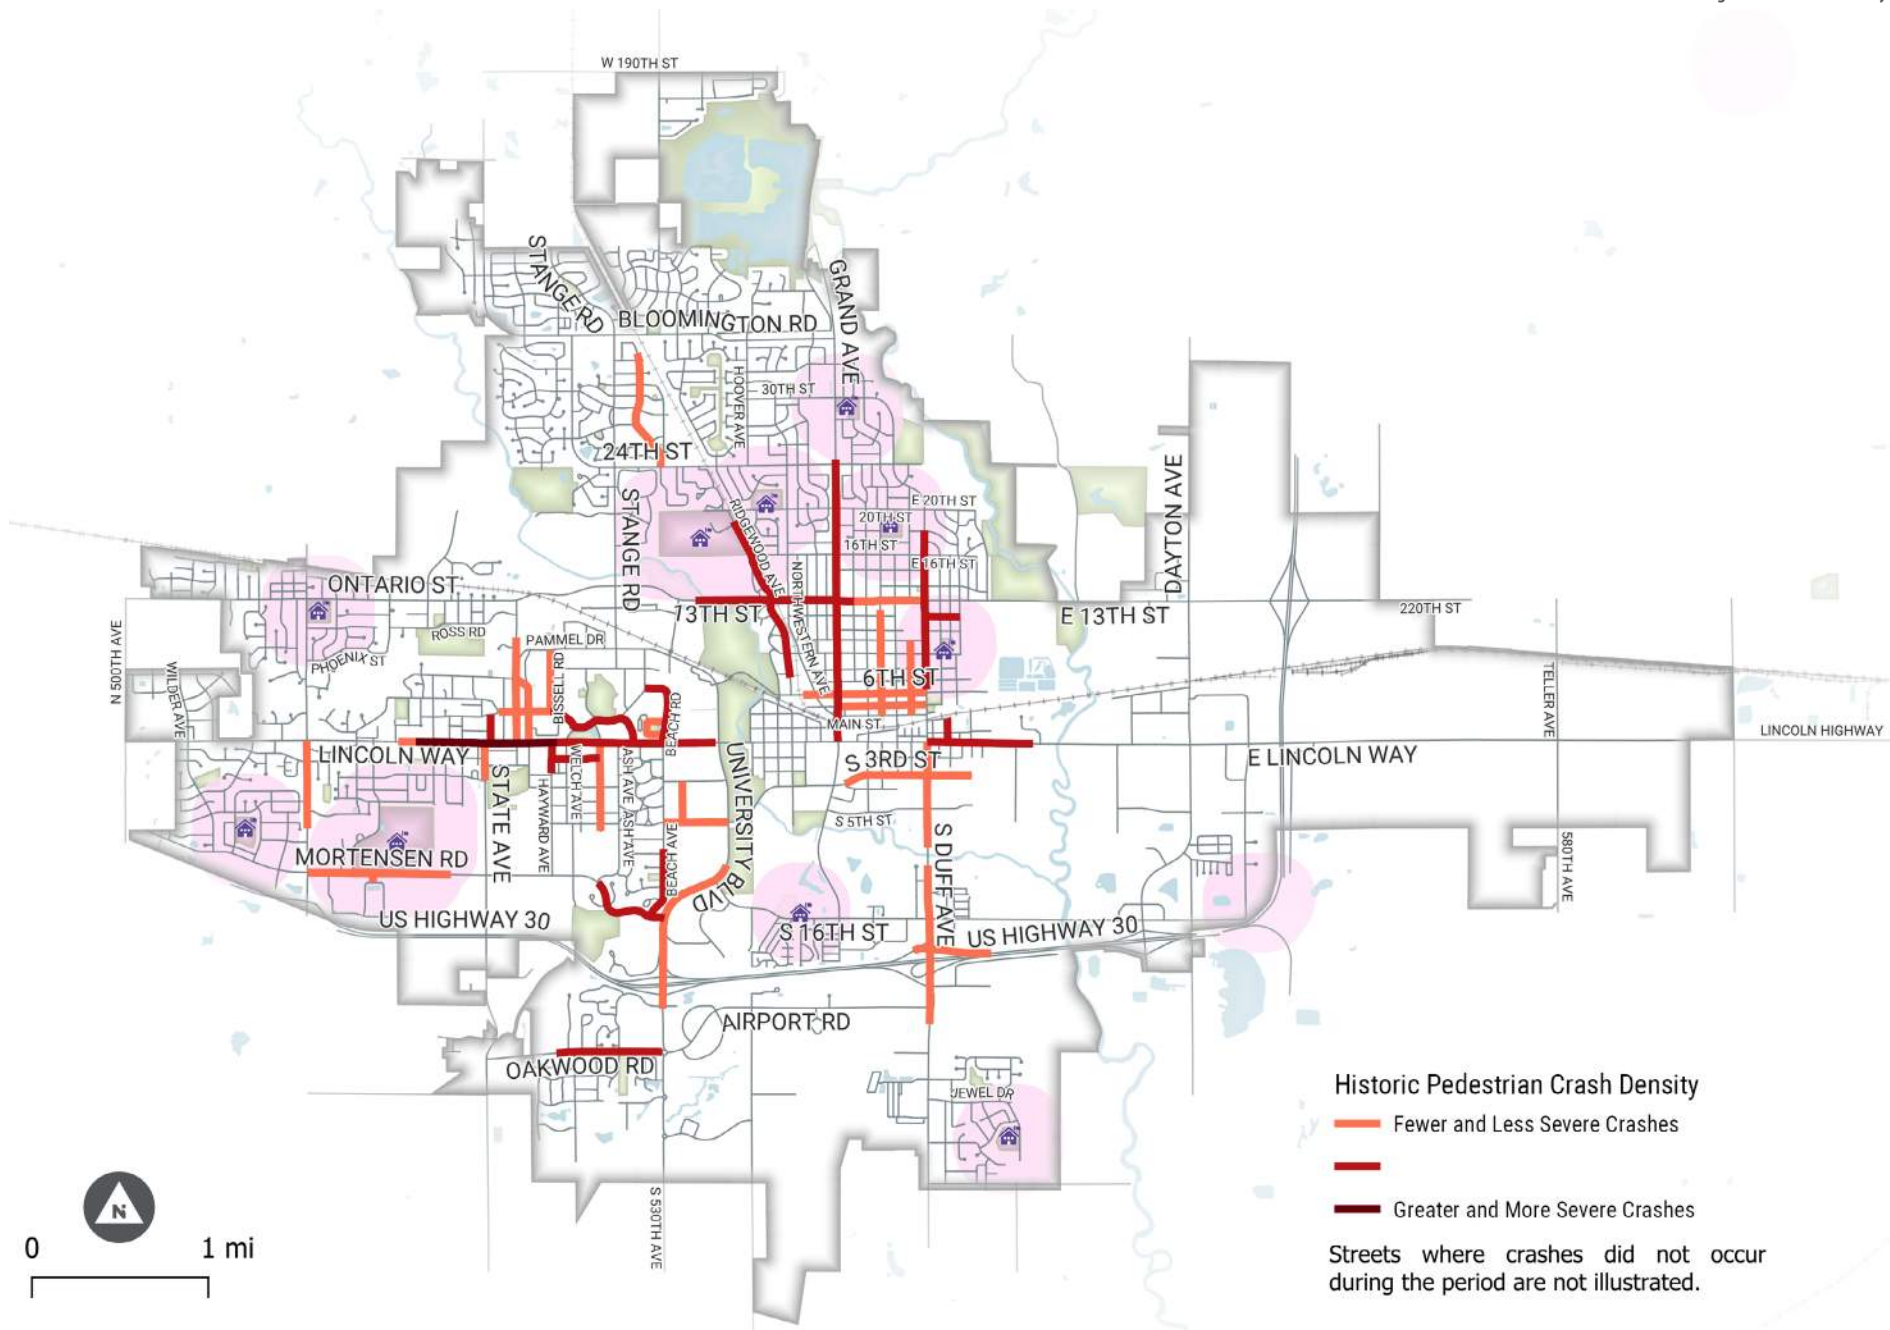 W 190TH ST
STANGE RD
GRAND AVE
BLOOMINGTON RD
HOOVER AVE
30TH ST
24TH ST
DAYTON AVE
STANGE RD
RIDGEWOOD AVE
E 20TH ST
20TH ST
16TH ST
E 16TH ST
NORTHWESTERN AVE
ONTARIO ST
13TH ST
E 13TH ST
220TH ST
N 500TH AVE
ROSS RD
PAMMEL DR
PHOENIX ST
WILDER AVE
BISSELL RD
BEACH RD
6TH ST
TELLER AVE
MAIN ST
LINCOLN HIGHWAY
LINCOLN WAY
E LINCOLN WAY
S 3RD ST
STATE AVE
HAYWARD AVE
WELCH AVE
ASH AVE
ASH AVE
UNIVERSITY BLVD
BEACH AVE
S 5TH ST
S DUFF AVE
580TH AVE
MORTENSEN RD
US HIGHWAY 30
S 16TH ST
US HIGHWAY 30
AIRPORT RD
OAKWOOD RD
JEWEL DR
S 530TH AVE
Historic Pedestrian Crash Density
Fewer and Less Severe Crashes
Greater and More Severe Crashes
Streets where crashes did not occur
during the period are not illustrated.
N
0 1 mi